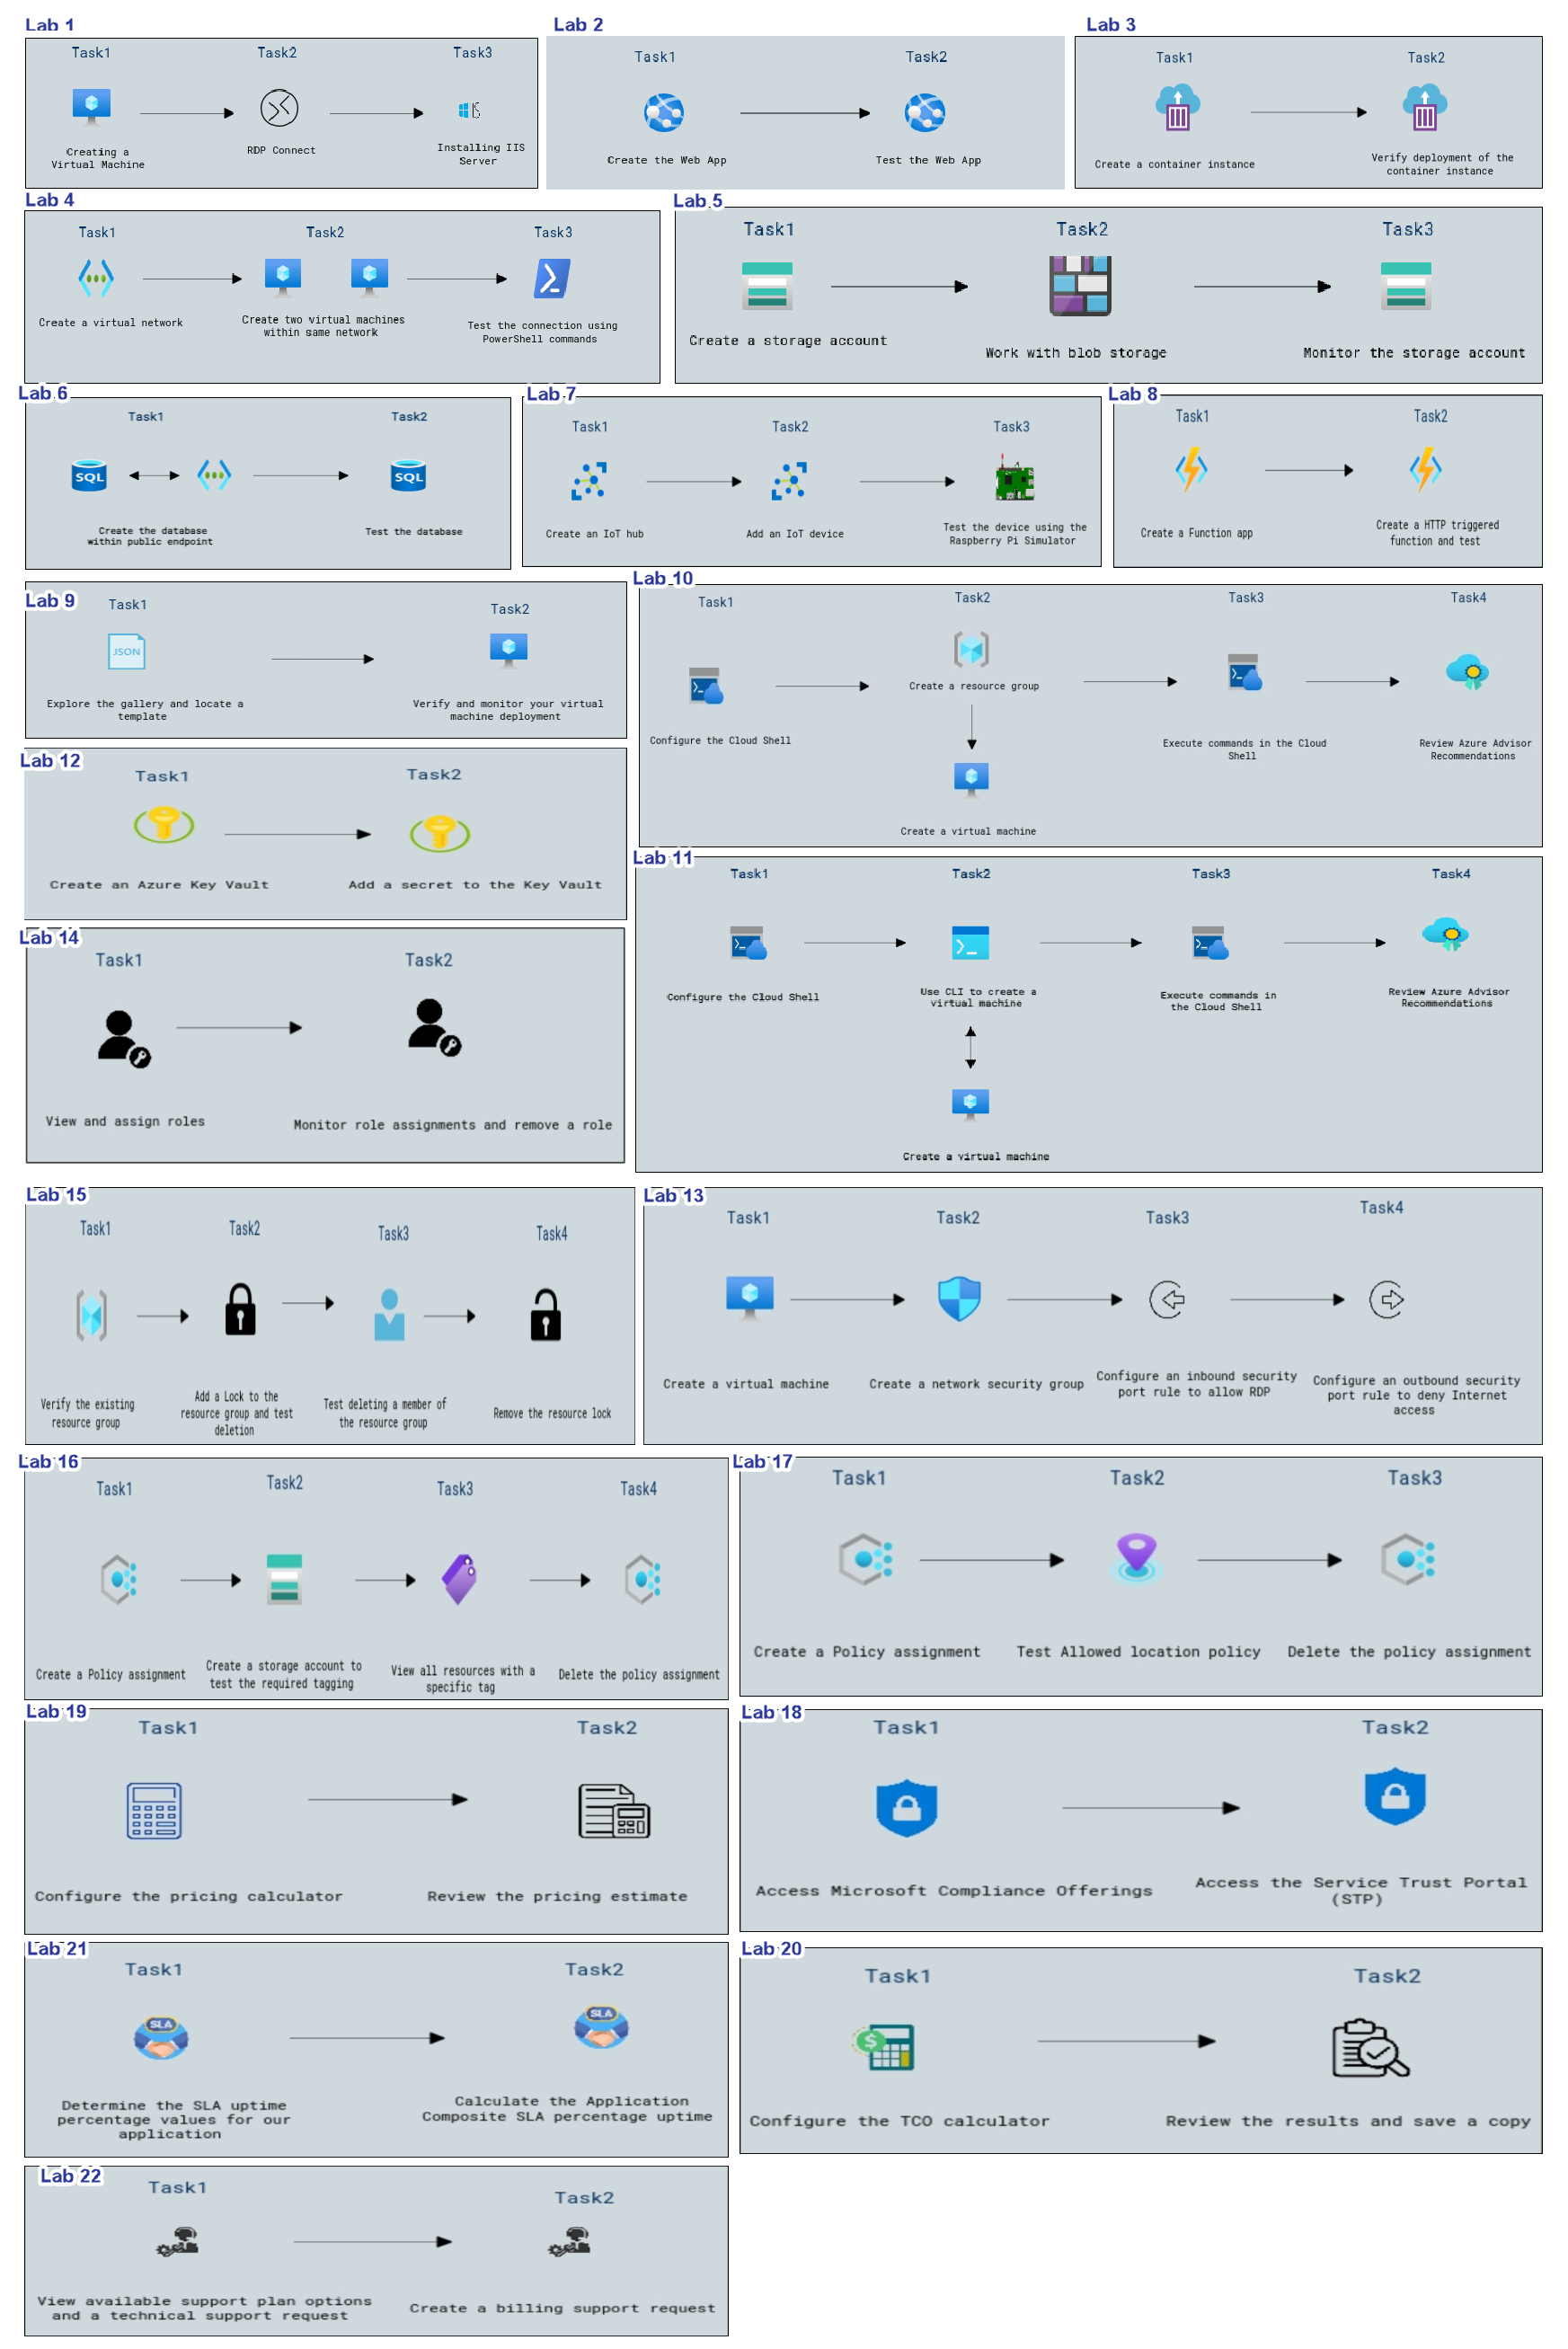 Lab 1
Task1
Task2
Task3
Creating a
Virtual Machine
RDP Connect
Installing IIS
Server
Lab 2
Task1
Task2
Create the Web App
Test the Web App
Lab 3
Task1
Task2
Create a container instance
Verify deployment of the
container instance
Lab 4
Task1
Task2
Task3
Create a virtual network
Create two virtual machines
within same network
Test the connection using
PowerShell commands
Lab 5
Task1
Task2
Task3
Create a storage account
Work with blob storage
Monitor the storage account
Lab 6
Task1
Task2
SQL
SQL
Create the database
within public endpoint
Test the database
Lab 7
Task1
Task2
Task3
Create an IoT hub
Add an IoT device
Test the device using the
Raspberry Pi Simulator
Lab 8
Task1
Task2
Create a Function app
Create a HTTP triggered
function and test
Lab 9
Task1
Task2
JSON
Explore the gallery and locate a
template
Verify and monitor your virtual
machine deployment
Lab 10
Task1
Task2
Task3
Task4
Configure the Cloud Shell
Create a resource group
Create a virtual machine
Execute commands in the Cloud
Shell
Review Azure Advisor
Recommendations
Lab 12
Task1
Task2
Create an Azure Key Vault
Add a secret to the Key Vault
Lab 11
Task1
Task2
Task3
Task4
Configure the Cloud Shell
Use CLI to create a
virtual machine
Execute commands in
the Cloud Shell
Review Azure Advisor
Recommendations
Create a virtual machine
Lab 14
Task1
Task2
View and assign roles
Monitor role assignments and remove a role
Lab 15
Task1
Task2
Task3
Task4
Verify the existing
resource group
Add a Lock to the
resource group and test
deletion
Test deleting a member of
the resource group
Remove the resource lock
Lab 13
Task1
Task2
Task3
Task4
Create a virtual machine
Create a network security group
Configure an inbound security
port rule to allow RDP
Configure an outbound security
port rule to deny Internet
access
Lab 16
Task1
Task2
Task3
Task4
Create a Policy assignment
Create a storage account to
test the required tagging
View all resources with a
specific tag
Delete the policy assignment
Lab 17
Task1
Task2
Task3
Create a Policy assignment
Test Allowed location policy
Delete the policy assignment
Lab 19
Task1
Task2
Configure the pricing calculator
Review the pricing estimate
Lab 18
Task1
Task2
Access Microsoft Compliance Offerings
Access the Service Trust Portal
(STP)
Lab 21
Task1
Task2
SLA
SLA
Determine the SLA uptime
percentage values for our
application
Calculate the Application
Composite SLA percentage uptime
Lab 20
Task1
Task2
$
Configure the TCO calculator
Review the results and save a copy
Lab 22
Task1
Task2
View available support plan options
and a technical support request
Create a billing support request